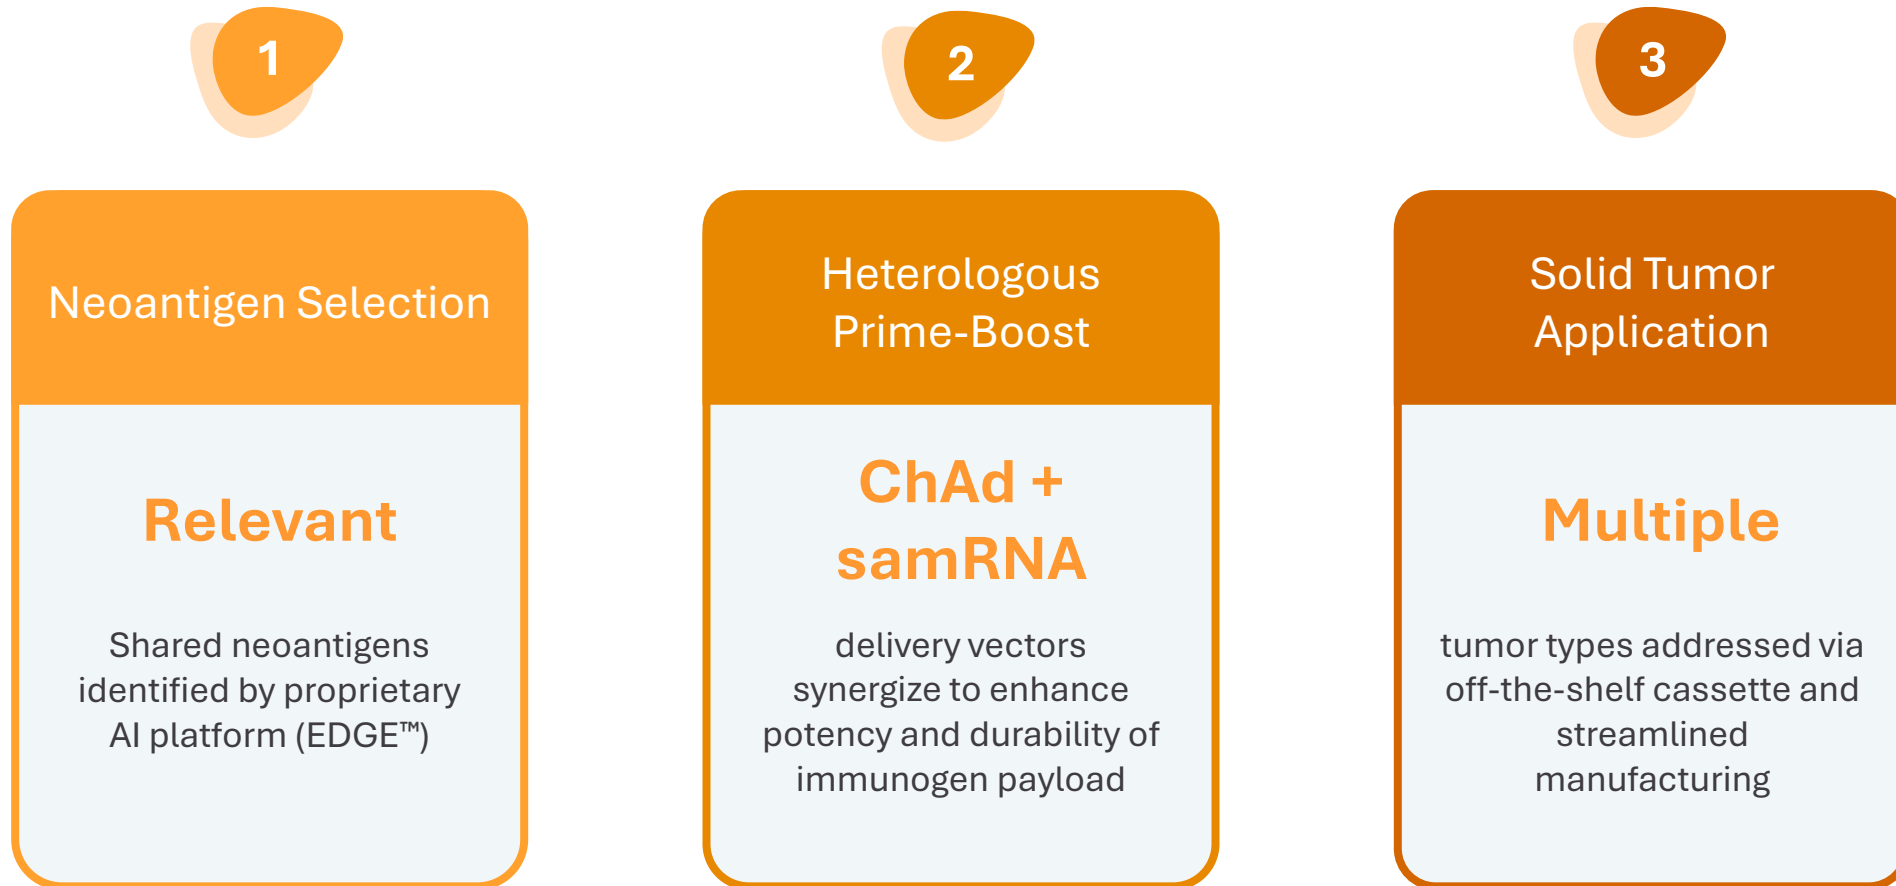 1
Neoantigen Selection
Relevant
Shared neoantigens
identified by proprietary
AI platform (EDGE™)
2
Heterologous
Prime-Boost
ChAd +
samRNA
delivery vectors
synergize to enhance
potency and durability of
immunogen payload
3
Solid Tumor
Application
Multiple
tumor types addressed via
off-the-shelf cassette and
streamlined
manufacturing